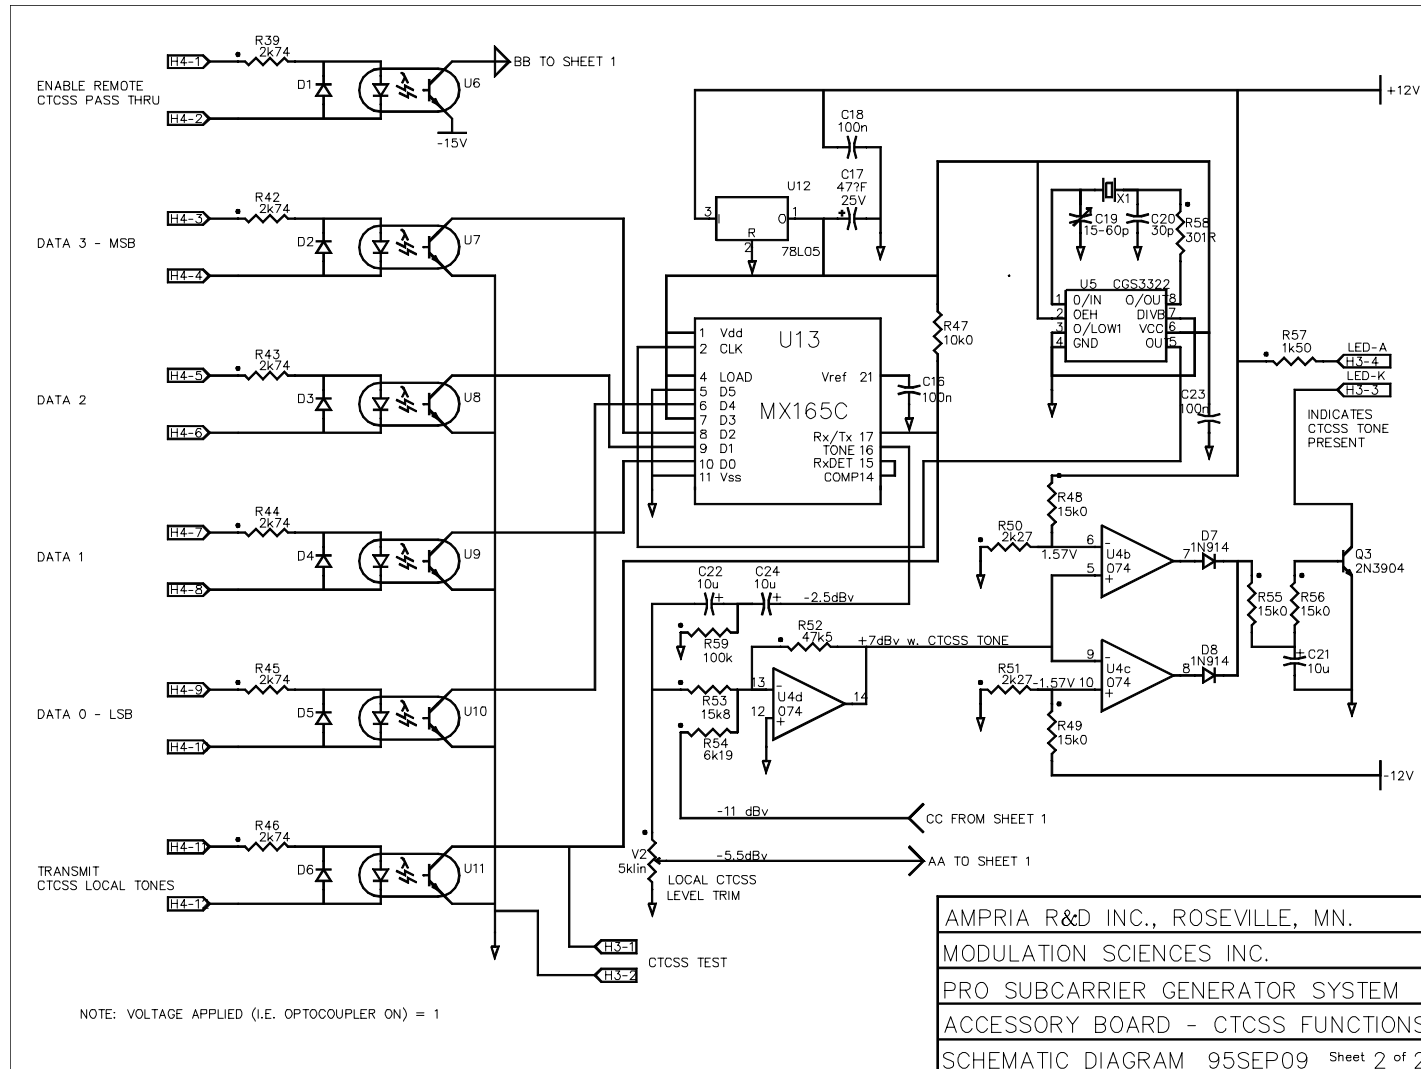 H4-1
R39
2k74
BB TO SHEET 1
ENABLE REMOTE
CTCSS PASS THRU
D1
U6
H4-2
-15V
+12V
C18
100n
C17
47?F
25V
U12
3
I
O
1
R
2
78L05
X1
C19
15-60p
C20
30p
R58
301R
U5 CGS3322
1 O/IN O/OUT 8
2 OEH DIVB 7
3 O/LOW1 VCC 6
4 GND OUT 5
H4-3
R42
2k74
DATA 3 - MSB
D2
U7
H4-4
U13
MX165C
1 Vdd
2 CLK
4 LOAD
5 D5
6 D4
7 D3
8 D2
9 D1
10 D0
11 Vss
Vref 21
Rx/Tx 17
TONE 16
RxDET 15
COMP14
R47
10k0
C16
100n
C23
100n
R57
1k50
LED-A
H3-4
LED-K
H3-3
INDICATES
CTCSS TONE
PRESENT
H4-5
R43
2k74
DATA 2
D3
U8
H4-6
H4-7
R44
2k74
DATA 1
D4
U9
H4-8
R48
15k0
R50
2k27
1.57V
6
-
5
+
U4b
074
7
D7
1N914
Q3
2N3904
R55
15k0
R56
15k0
C22
10u
+
C24
10u
+
-2.5dBv
R59
100k
R52
47k5
+7dBv w. CTCSS TONE
9
-
10
+
U4c
074
8
D8
1N914
+
C21
10u
R51
2k27
-1.57V
R49
15k0
-12V
H4-9
R45
2k74
DATA 0 - LSB
D5
U10
H4-10
R53
15k8
R54
6k19
13
-
12
+
U4d
074
14
-11 dBv
CC FROM SHEET 1
V2
5klin
-5.5dBv
AA TO SHEET 1
LOCAL CTCSS
LEVEL TRIM
H4-11
R46
2k74
TRANSMIT
CTCSS LOCAL TONES
D6
U11
H4-12
H3-1
CTCSS TEST
H3-2
NOTE: VOLTAGE APPLIED (I.E. OPTOCOUPLER ON) = 1
AMPRIA R&D INC., ROSEVILLE, MN.
MODULATION SCIENCES INC.
PRO SUBCARRIER GENERATOR SYSTEM
ACCESSORY BOARD - CTCSS FUNCTIONS
SCHEMATIC DIAGRAM 95SEP09 Sheet 2 of 2